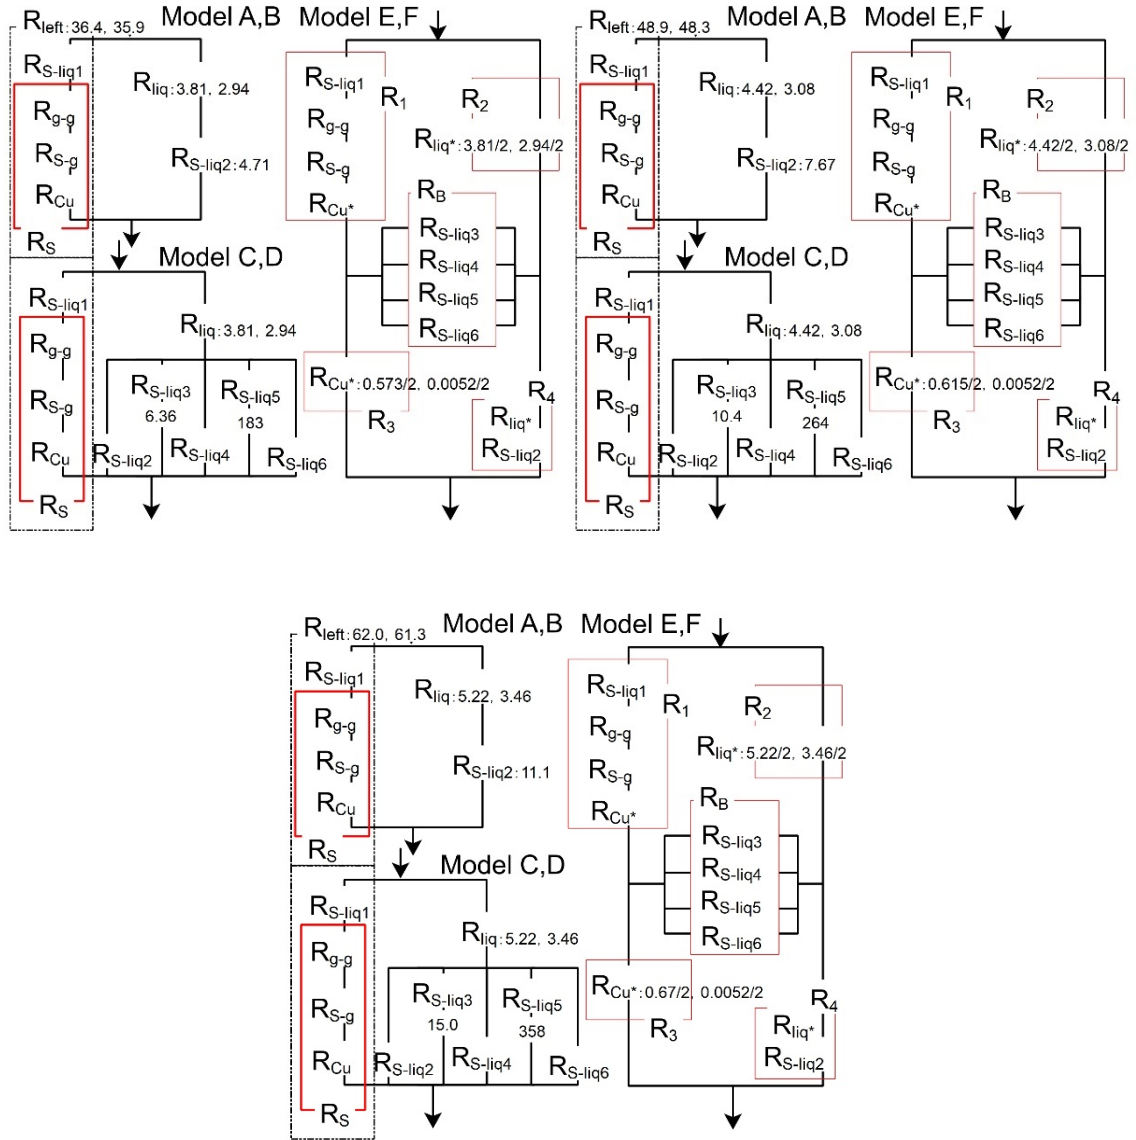 Model A,B Model E,F
Rleft:36.4, 35.9
RS-liq1
Rg-g
RS-g
RCu
RS
Rliq:3.81, 2.94
RS-liq2:4.71
Model C,D
RS-liq1
Rg-g
RS-g
RCu
RS
Rliq:3.81, 2.94
RS-liq3
6.36
RS-liq5
183
RS-liq2
RS-liq4
RS-liq6
RS-liq1
Rg-g
RS-g
RCu*
R1
R2
Rliq*:3.81/2, 2.94/2
RB
RS-liq3
RS-liq4
RS-liq5
RS-liq6
RCu*:0.573/2, 0.0052/2
R3
R4
Rliq*
RS-liq2
Model A,B Model E,F
Rleft:48.9, 48.3
RS-liq1
Rg-g
RS-g
RCu
RS
Rliq:4.42, 3.08
RS-liq2:7.67
Model C,D
RS-liq1
Rg-g
RS-g
RCu
RS
Rliq:4.42, 3.08
RS-liq3
10.4
RS-liq5
264
RS-liq2
RS-liq4
RS-liq6
RS-liq1
Rg-g
RS-g
RCu*
R1
R2
Rliq*:4.42/2, 3.08/2
RB
RS-liq3
RS-liq4
RS-liq5
RS-liq6
RCu*:0.615/2, 0.0052/2
R3
R4
Rliq*
RS-liq2
Model A,B Model E,F
Rleft:62.0, 61.3
RS-liq1
Rg-g
RS-g
RCu
RS
Rliq:5.22, 3.46
RS-liq2:11.1
Model C,D
RS-liq1
Rg-g
RS-g
RCu
RS
Rliq:5.22, 3.46
RS-liq3
15.0
RS-liq5
358
RS-liq2
RS-liq4
RS-liq6
RS-liq1
Rg-g
RS-g
RCu*
R1
R2
Rliq*:5.22/2, 3.46/2
RB
RS-liq3
RS-liq4
RS-liq5
RS-liq6
RCu*:0.67/2, 0.0052/2
R3
R4
Rliq*
RS-liq2